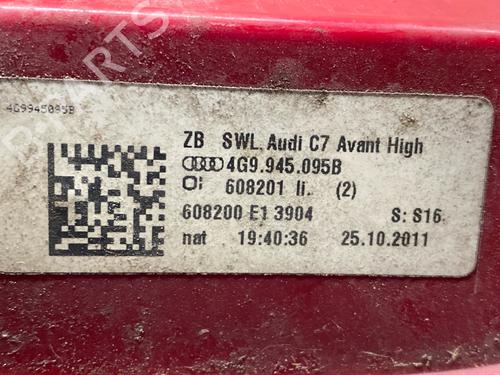 4G9945095B
ZB SWL Audi C7 Avant High
4G9.945.095B
608201 li. (2)
608200 E1 3904 S: S16
nat 19:40:36 25.10.2011